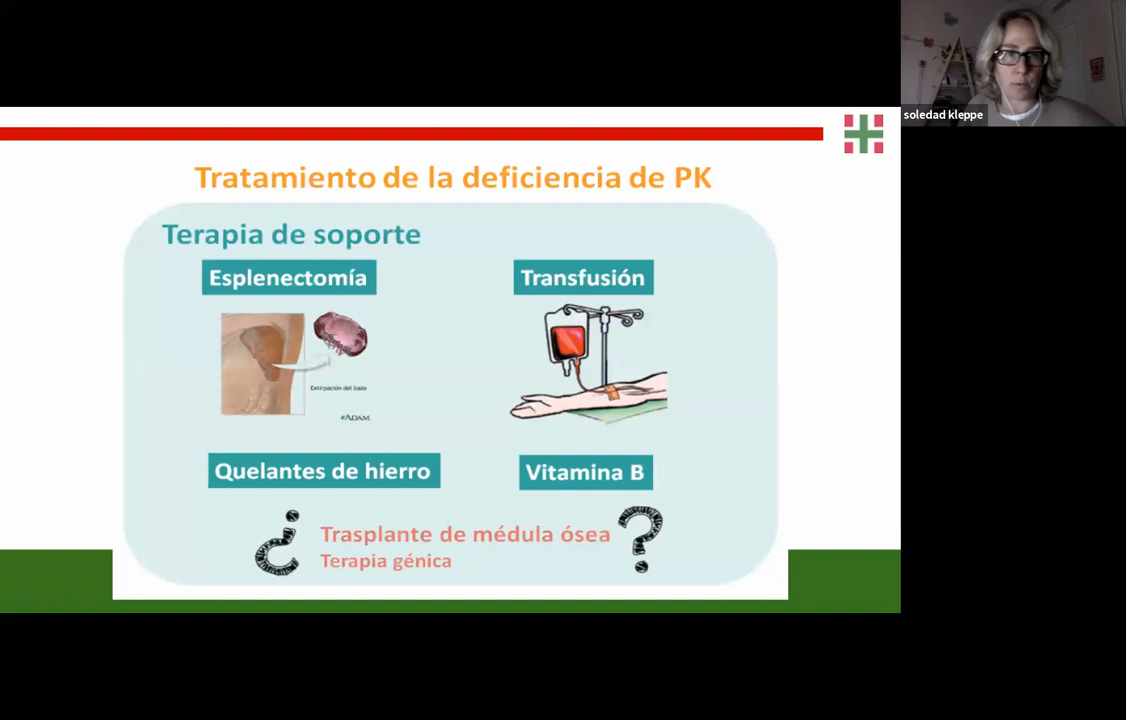 soledad kleppe
Tratamiento de la deficiencia de PK
Terapia de soporte
Esplenectomía
Transfusión
Extirpación del bazo
ADAM.
Quelantes de hierro
Vitamina B
¿ Trasplante de médula ósea ?
Terapia génica